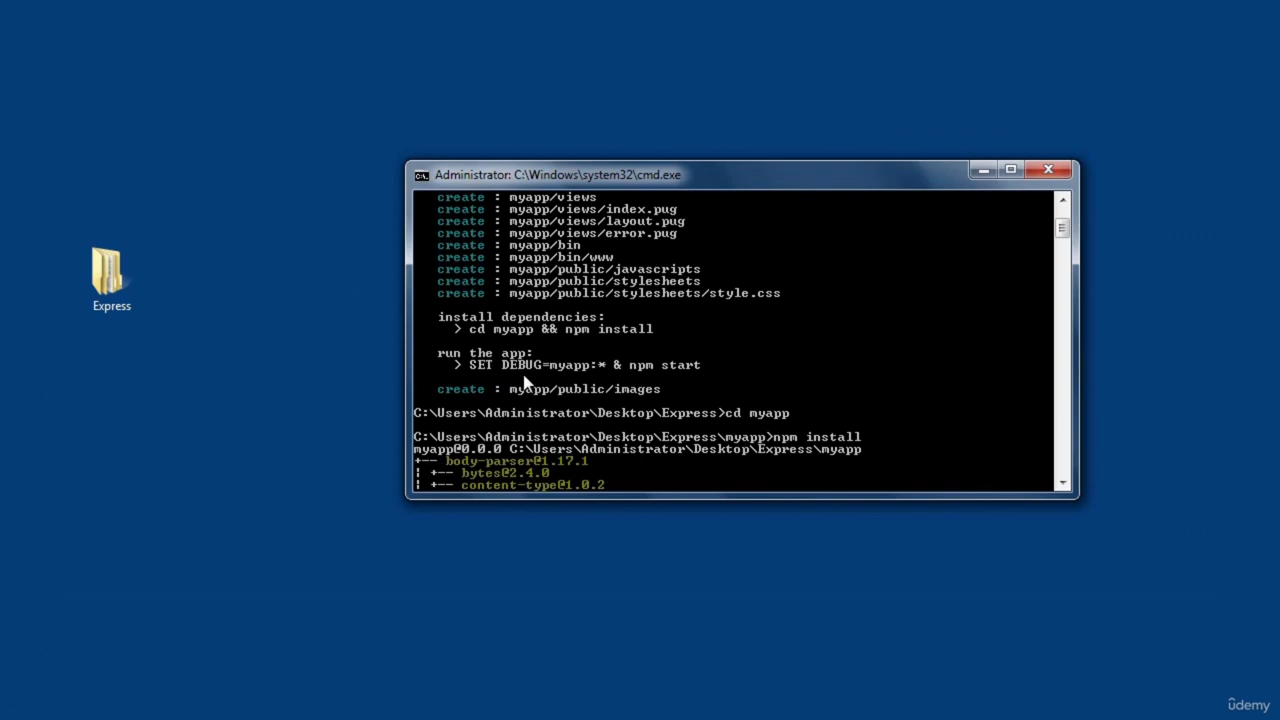 Administrator: C:\Windows\system32\cmd.exe
create : myapp/views
create : myapp/views/index.pug
create : myapp/views/layout.pug
create : myapp/views/error.pug
create : myapp/bin
create : myapp/bin/www
create : myapp/public/javascripts
create : myapp/public/stylesheets
create : myapp/public/stylesheets/style.css
install dependencies:
> cd myapp && npm install
run the app:
> SET DEBUG=myapp:* & npm start
create : myapp/public/images
C:\Users\Administrator\Desktop\Express>cd myapp
C:\Users\Administrator\Desktop\Express\myapp>npm install
myapp@0.0.0 C:\Users\Administrator\Desktop\Express\myapp
+-- body-parser@1.17.1
¦ +-- bytes@2.4.0
¦ +-- content-type@1.0.2
Express
ûdemy